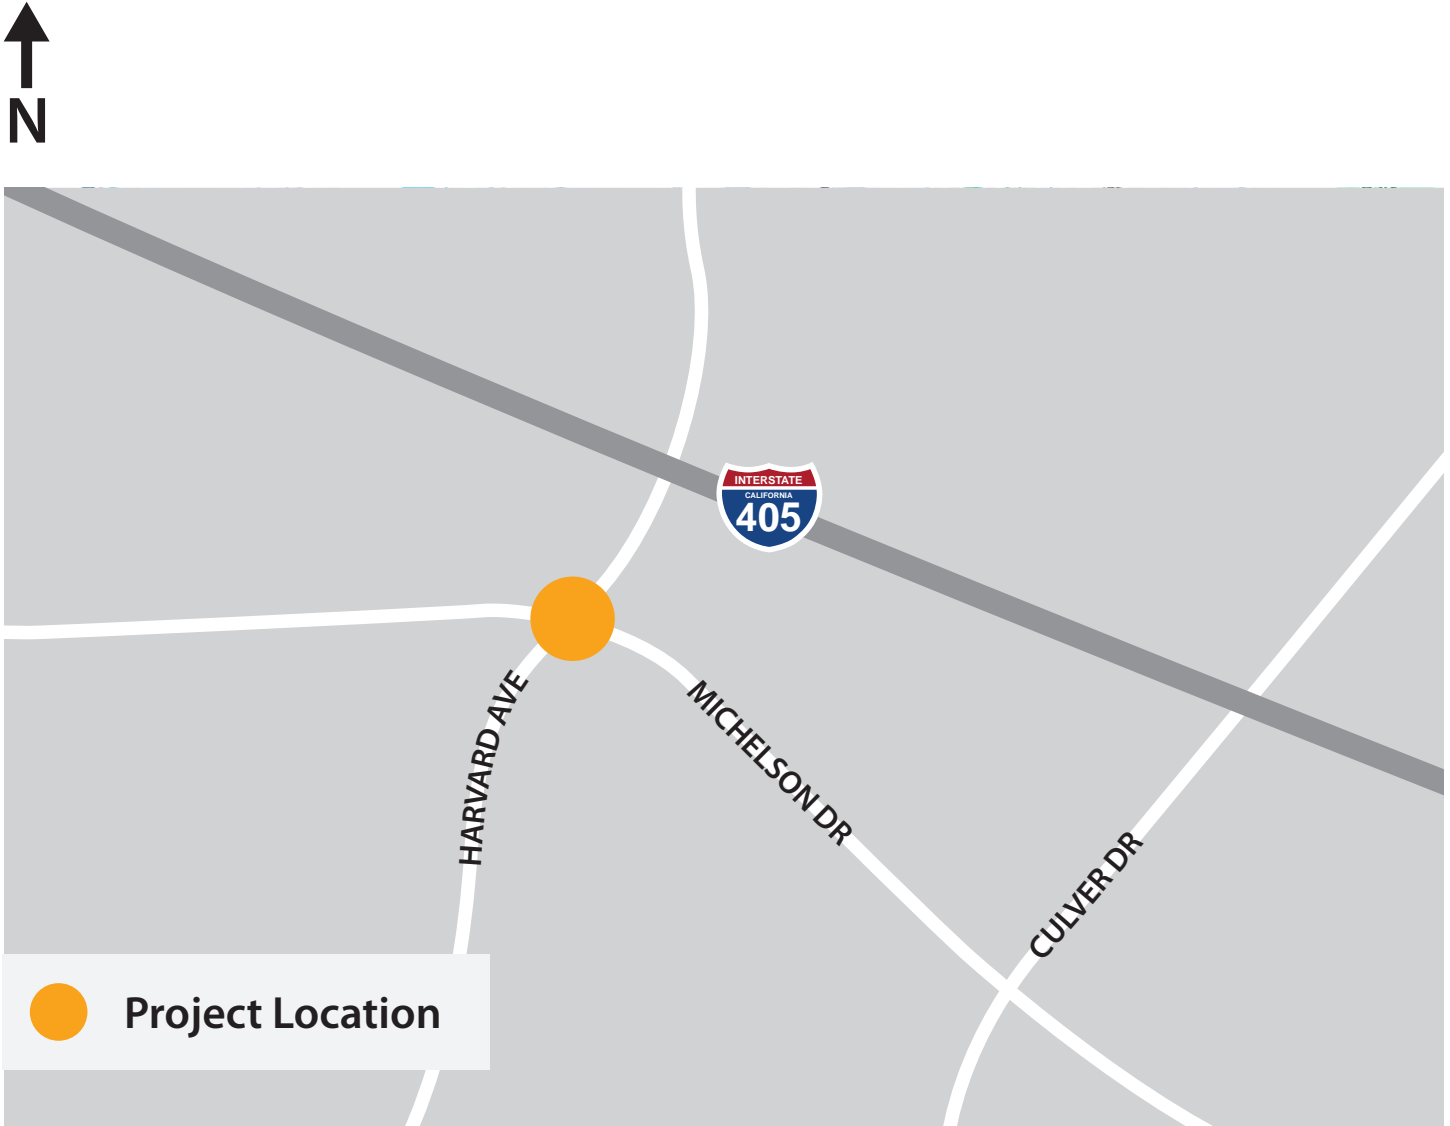 N
INTERSTATE
CALIFORNIA
405
HARVARD AVE
MICHELSON DR
CULVER DR
Project Location